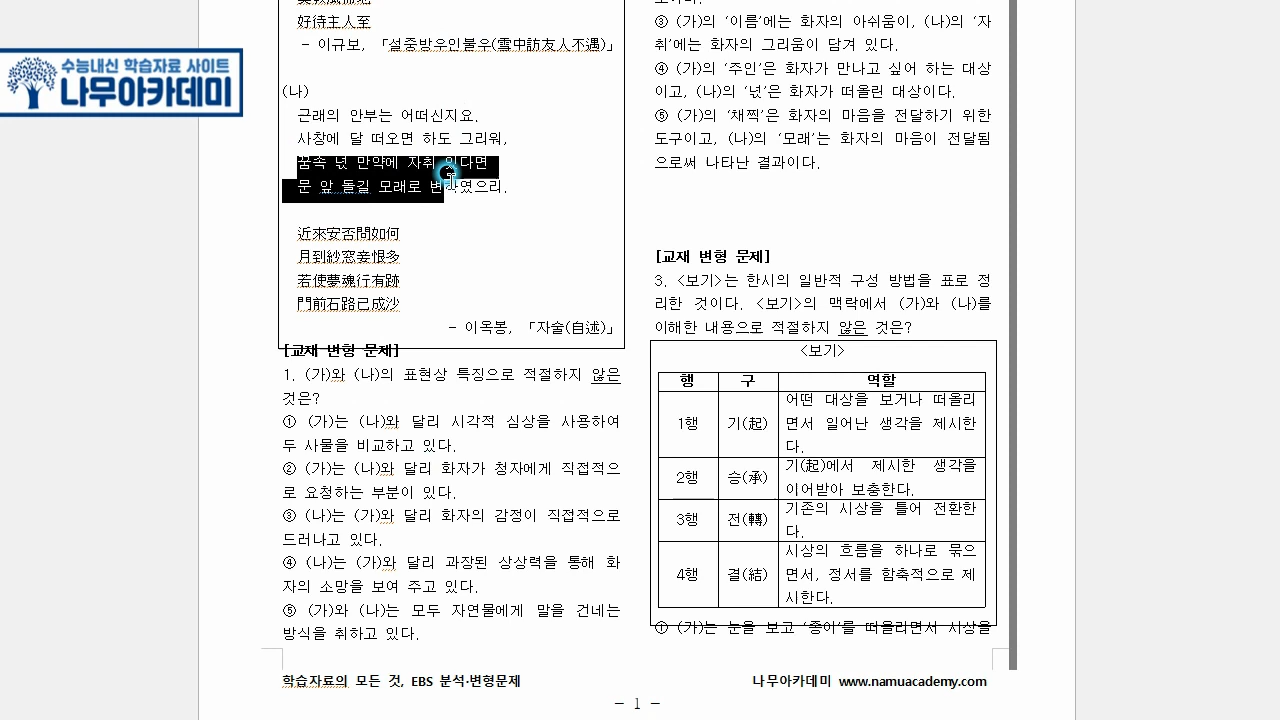 好待主人至
- 이규보, 「설중방우인불우(雪中訪友人不遇)」
수능내신 학습자료 사이트
나무아카데미
(나)
근래의 안부는 어떠신지요.
사창에 달 떠오면 하도 그리워,
꿈속 넋 만약에 자취 있다면
문 앞 돌길 모래로 변하였으리.
近來安否問如何
月到紗窓妾恨多
若使夢魂行有跡
門前石路已成沙
- 이옥봉, 「자술(自述)」
[교재 변형 문제]
1. (가)와 (나)의 표현상 특징으로 적절하지 않은
것은?
① (가)는 (나)와 달리 시각적 심상을 사용하여
두 사물을 비교하고 있다.
② (가)는 (나)와 달리 화자가 청자에게 직접적으
로 요청하는 부분이 있다.
③ (나)는 (가)와 달리 화자의 감정이 직접적으로
드러나고 있다.
④ (나)는 (가)와 달리 과장된 상상력을 통해 화
자의 소망을 보여 주고 있다.
⑤ (가)와 (나)는 모두 자연물에게 말을 건네는
방식을 취하고 있다.
③ (가)의 '이름'에는 화자의 아쉬움이, (나)의 '자
취'에는 화자의 그리움이 담겨 있다.
④ (가)의 '주인'은 화자가 만나고 싶어 하는 대상
이고, (나)의 '넋'은 화자가 떠올린 대상이다.
⑤ (가)의 '채찍'은 화자의 마음을 전달하기 위한
도구이고, (나)의 '모래'는 화자의 마음이 전달됨
으로써 나타난 결과이다.
[교재 변형 문제]
3. <보기>는 한시의 일반적 구성 방법을 표로 정
리한 것이다. <보기>의 맥락에서 (가)와 (나)를
이해한 내용으로 적절하지 않은 것은?
<보기>
행 구 역할
1행 기(起) 어떤 대상을 보거나 떠올리
면서 일어난 생각을 제시한
다.
2행 승(承) 기(起)에서 제시한 생각을
이어받아 보충한다.
3행 전(轉) 기존의 시상을 틀어 전환한
다.
4행 결(結) 시상의 흐름을 하나로 묶으
면서, 정서를 함축적으로 제
시한다.
① (가)는 눈을 보고 '종이'를 떠올리면서 시상을
학습자료의 모든 것, EBS 분석·변형문제
나무아카데미 www.namuacademy.com
- 1 -